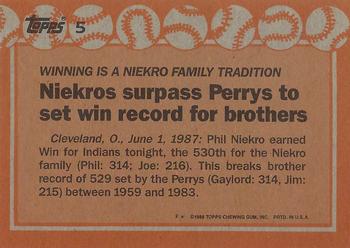 Topps 5
WINNING IS A NIEKRO FAMILY TRADITION
Niekros surpass Perrys to
set win record for brothers
Cleveland, O., June 1, 1987: Phil Niekro earned
Win for Indians tonight, the 530th for the Niekro
family (Phil: 314; Joe: 216). This breaks brother
record of 529 set by the Perrys (Gaylord: 314, Jim:
215) between 1959 and 1983.
©1988 TOPPS CHEWING GUM, INC. PRTD. IN U.S.A.